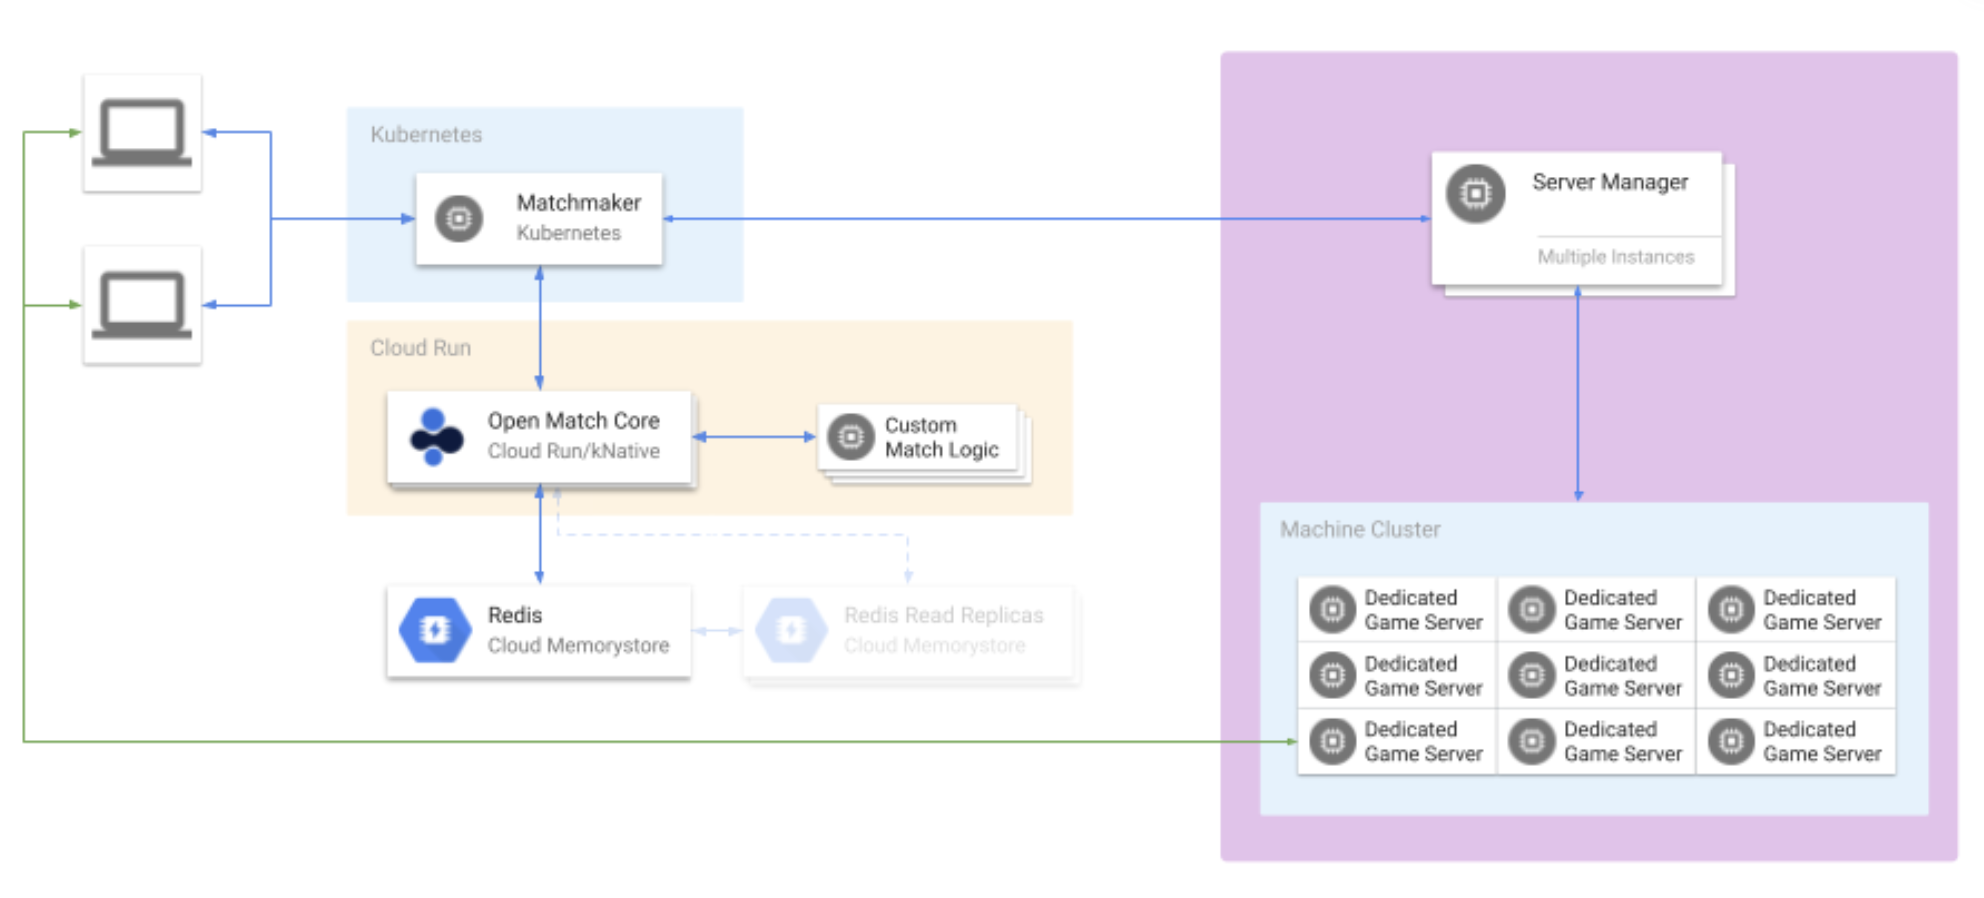 Kubernetes
Matchmaker
Kubernetes
Server Manager
Multiple Instances
Cloud Run
Open Match Core
Cloud Run/kNative
Custom
Match Logic
Redis
Cloud Memorystore
Redis Read Replicas
Cloud Memorystore
Machine Cluster
Dedicated
Game Server
Dedicated
Game Server
Dedicated
Game Server
Dedicated
Game Server
Dedicated
Game Server
Dedicated
Game Server
Dedicated
Game Server
Dedicated
Game Server
Dedicated
Game Server